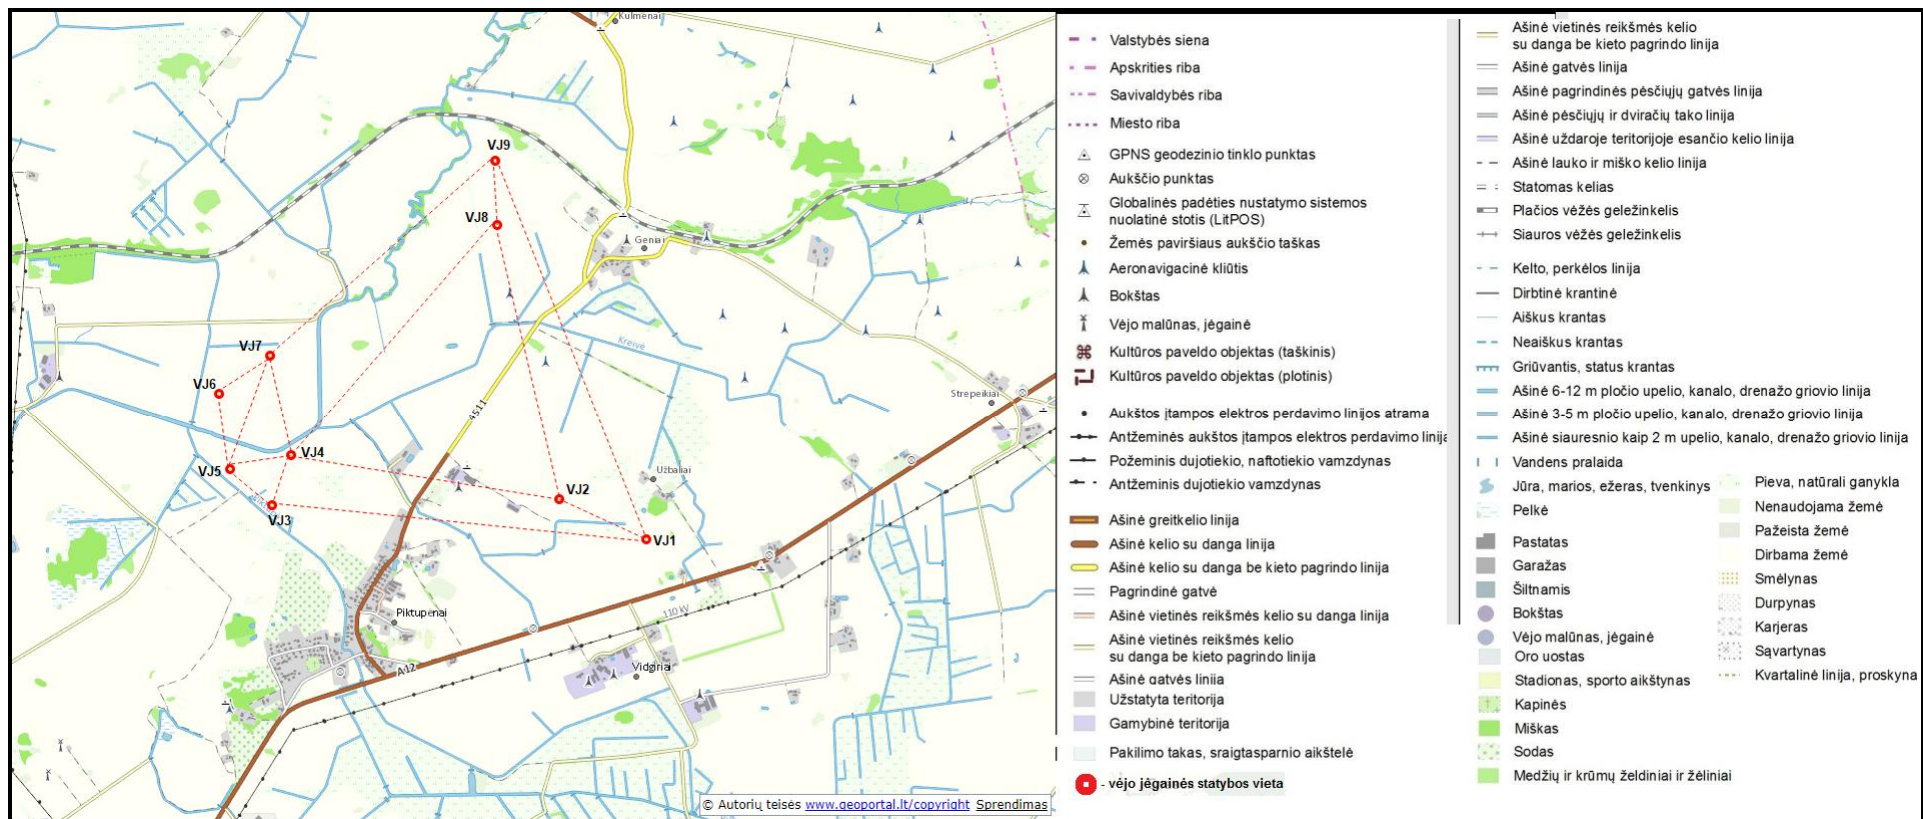 Kulmenai
VJ9
VJ8
Geniai
VJ7
Kreivė
VJ6
Strepeikiai
4511
VJ4
VJ5
Užbaliai
VJ2
VJ3
VJ1
Piktupėnai
110 kV
A12
Vidgiriai
© Autorių teisės www.geoportal.lt/copyright Sprendimas
Valstybės siena
Apskrities riba
Savivaldybės riba
Miesto riba
GPNS geodezinio tinklo punktas
Aukščio punktas
Globalinės padėties nustatymo sistemos
nuolatinė stotis (LitPOS)
Žemės paviršiaus aukščio taškas
Aeronavigacinė kliūtis
Bokštas
Vėjo malūnas, jėgainė
Kultūros paveldo objektas (taškinis)
Kultūros paveldo objektas (plotinis)
Aukštos įtampos elektros perdavimo linijos atrama
Antžeminės aukštos įtampos elektros perdavimo linija
Požeminis dujotiekio, naftotiekio vamzdynas
Antžeminis dujotiekio vamzdynas
Ašinė greitkelio linija
Ašinė kelio su danga linija
Ašinė kelio su danga be kieto pagrindo linija
Pagrindinė gatvė
Ašinė vietinės reikšmės kelio su danga linija
Ašinė vietinės reikšmės kelio
su danga be kieto pagrindo linija
Ašinė gatvės linija
Užstatyta teritorija
Gamybinė teritorija
Pakilimo takas, sraigtasparnio aikštelė
- vėjo jėgainės statybos vieta
Ašinė vietinės reikšmės kelio
su danga be kieto pagrindo linija
Ašinė gatvės linija
Ašinė pagrindinės pėsčiųjų gatvės linija
Ašinė pėsčiųjų ir dviračių tako linija
Ašinė uždaroje teritorijoje esančio kelio linija
Ašinė lauko ir miško kelio linija
Statomas kelias
Plačios vėžės geležinkelis
Siauros vėžės geležinkelis
Kelto, perkėlos linija
Dirbtinė krantinė
Aiškus krantas
Neaiškus krantas
Griūvantis, status krantas
Ašinė 6-12 m pločio upelio, kanalo, drenažo griovio linija
Ašinė 3-5 m pločio upelio, kanalo, drenažo griovio linija
Ašinė siauresnio kaip 2 m upelio, kanalo, drenažo griovio linija
Vandens pralaida
Jūra, marios, ežeras, tvenkinys
Pelkė
Pastatas
Garažas
Šiltnamis
Bokštas
Vėjo malūnas, jėgainė
Oro uostas
Stadionas, sporto aikštynas
Kapinės
Miškas
Sodas
Medžių ir krūmų želdiniai ir žėliniai
Pieva, natūrali ganykla
Nenaudojama žemė
Pažeista žemė
Dirbama žemė
Smėlynas
Durpynas
Karjeras
Sąvartynas
Kvartalinė linija, proskyna